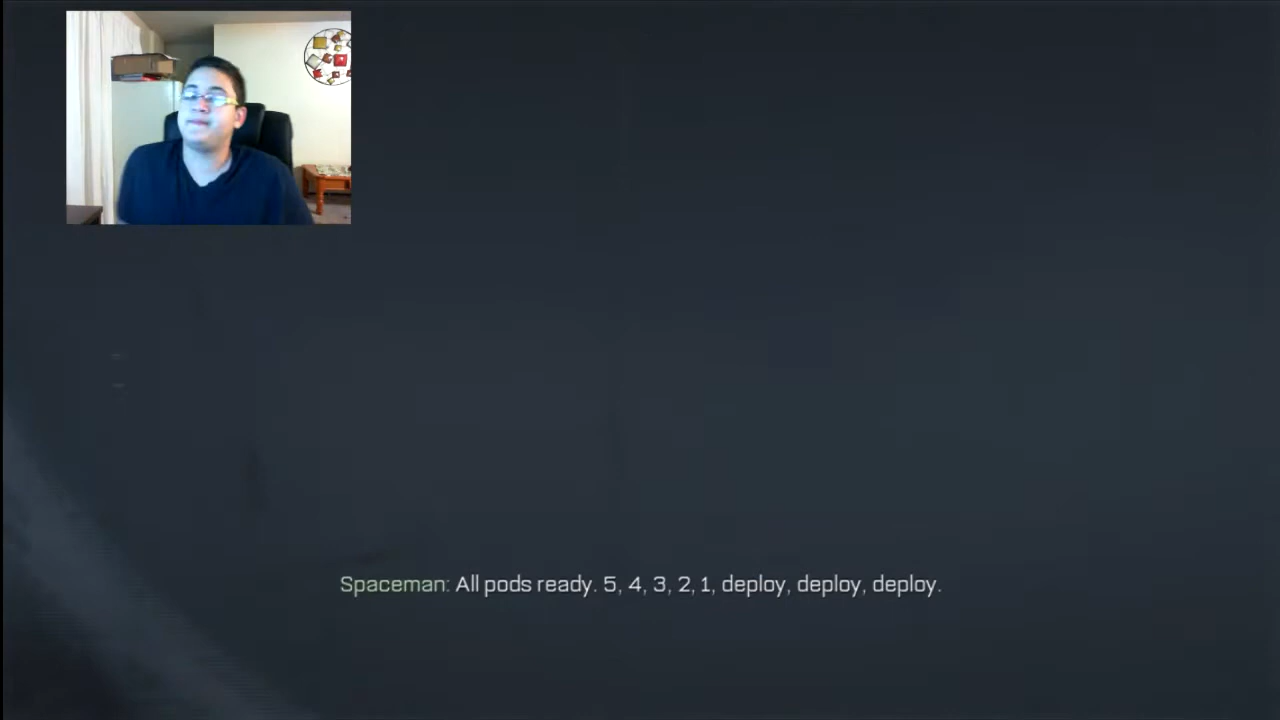 Spaceman: All pods ready. 5, 4, 3, 2, 1, deploy, deploy, deploy.